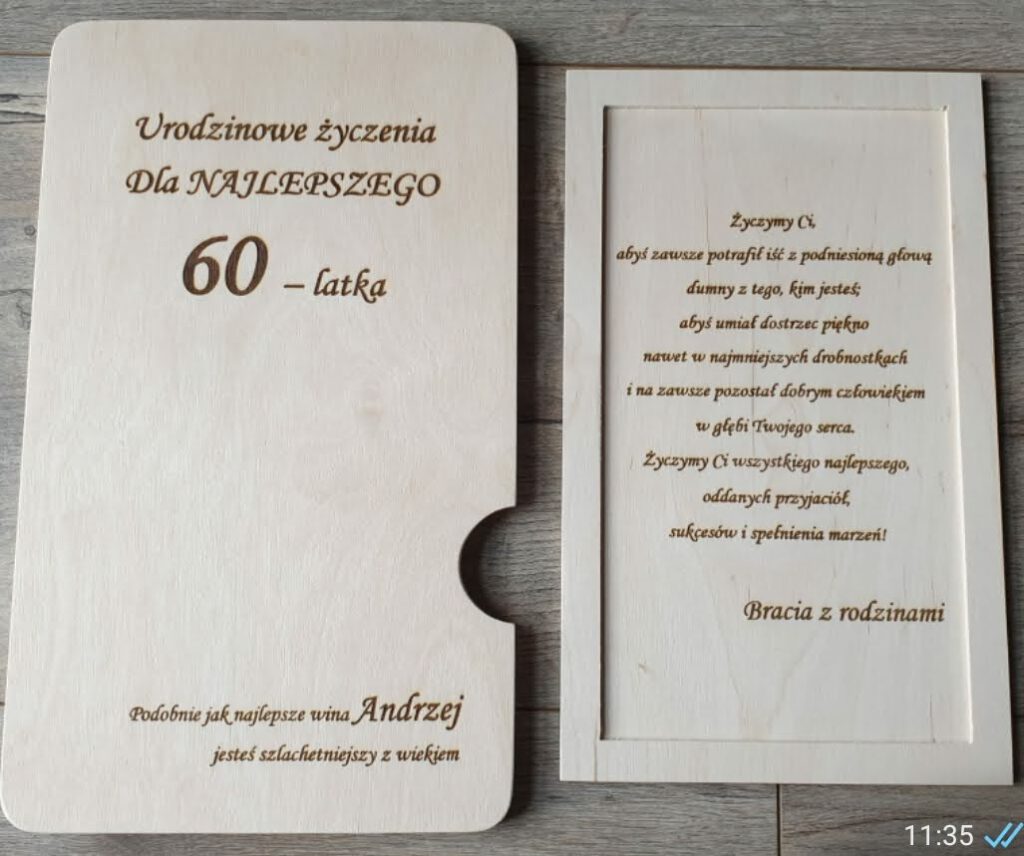 Urodzinowe życzenia
Dla NAJLEPSZEGO
60 – latka
Podobnie jak najlepsze wina Andrzej
jesteś szlachetniejszy z wiekiem
Życzymy Ci,
abyś zawsze potrafił iść z podniesioną głową
dumny z tego, kim jesteś;
abyś umiał dostrzec piękno
nawet w najmniejszych drobnostkach
i na zawsze pozostał dobrym człowiekiem
w głębi Twojego serca.
Życzymy Ci wszystkiego najlepszego,
oddanych przyjaciół,
sukcesów i spełnienia marzeń!
Bracia z rodzinami
11:35